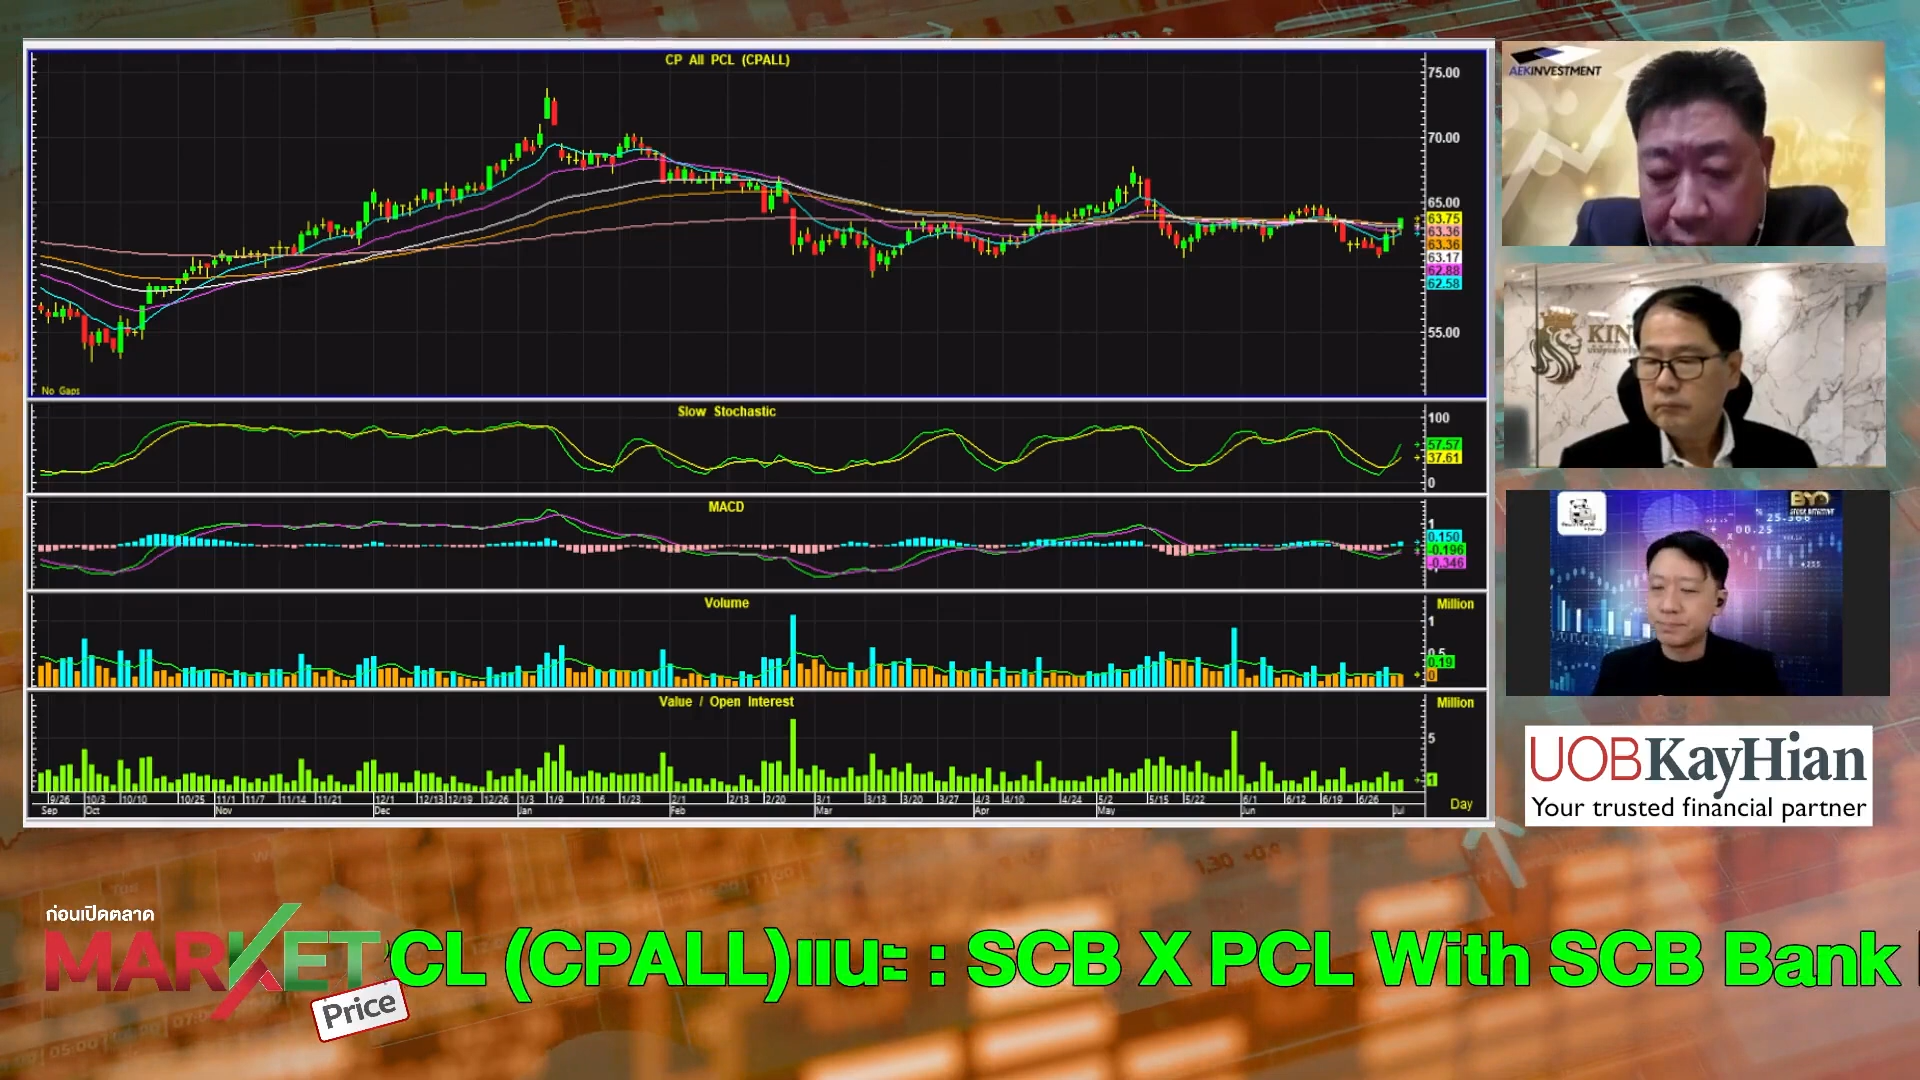 CP All PCL (CPALL)
75.00
70.00
65.00
63.75
63.36
63.36
63.17
62.88
62.58
55.00
No Gaps
Slow Stochastic
100
57.57
37.61
0
MACD
1
0.150
-0.196
-0.346
Volume
Million
1
0.5
0.19
0
Value / Open Interest
Million
5
1
9/26 10/3 10/10 10/25 11/1 11/7 11/14 11/21 12/1 12/13 12/19 12/26 1/3 1/9 1/16 1/23 2/1 2/13 2/20 3/1 3/13 3/20 3/27 4/3 4/10 4/24 5/2 5/15 5/22 6/1 6/12 6/19 6/26
Sep Oct Nov Dec Jan Feb Mar Apr May Jun Jul
Day
AEKINVESTMENT
KIN
BYD
UOBKayHian
Your trusted financial partner
ก่อนเปิดตลาด
MARKET
Price
CL (CPALL)แนะ : SCB X PCL With SCB Bank